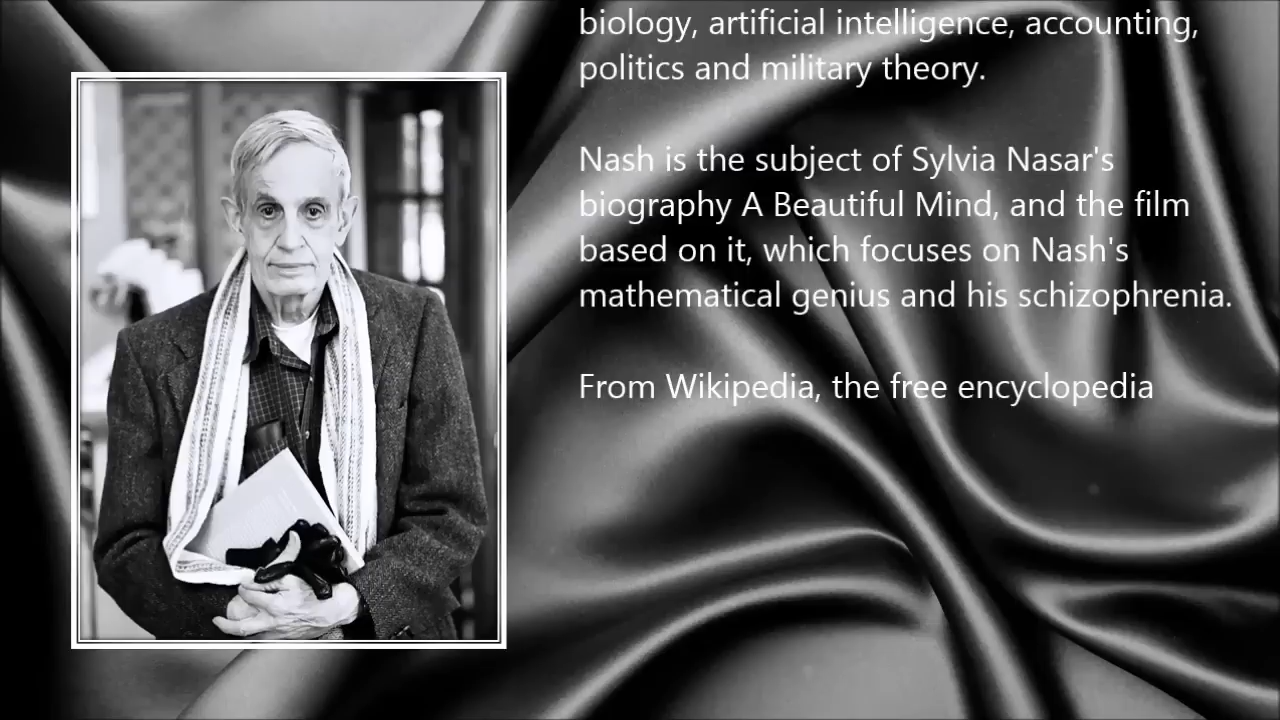 biology, artificial intelligence, accounting,
politics and military theory.
Nash is the subject of Sylvia Nasar's
biography A Beautiful Mind, and the film
based on it, which focuses on Nash's
mathematical genius and his schizophrenia.
From Wikipedia, the free encyclopedia